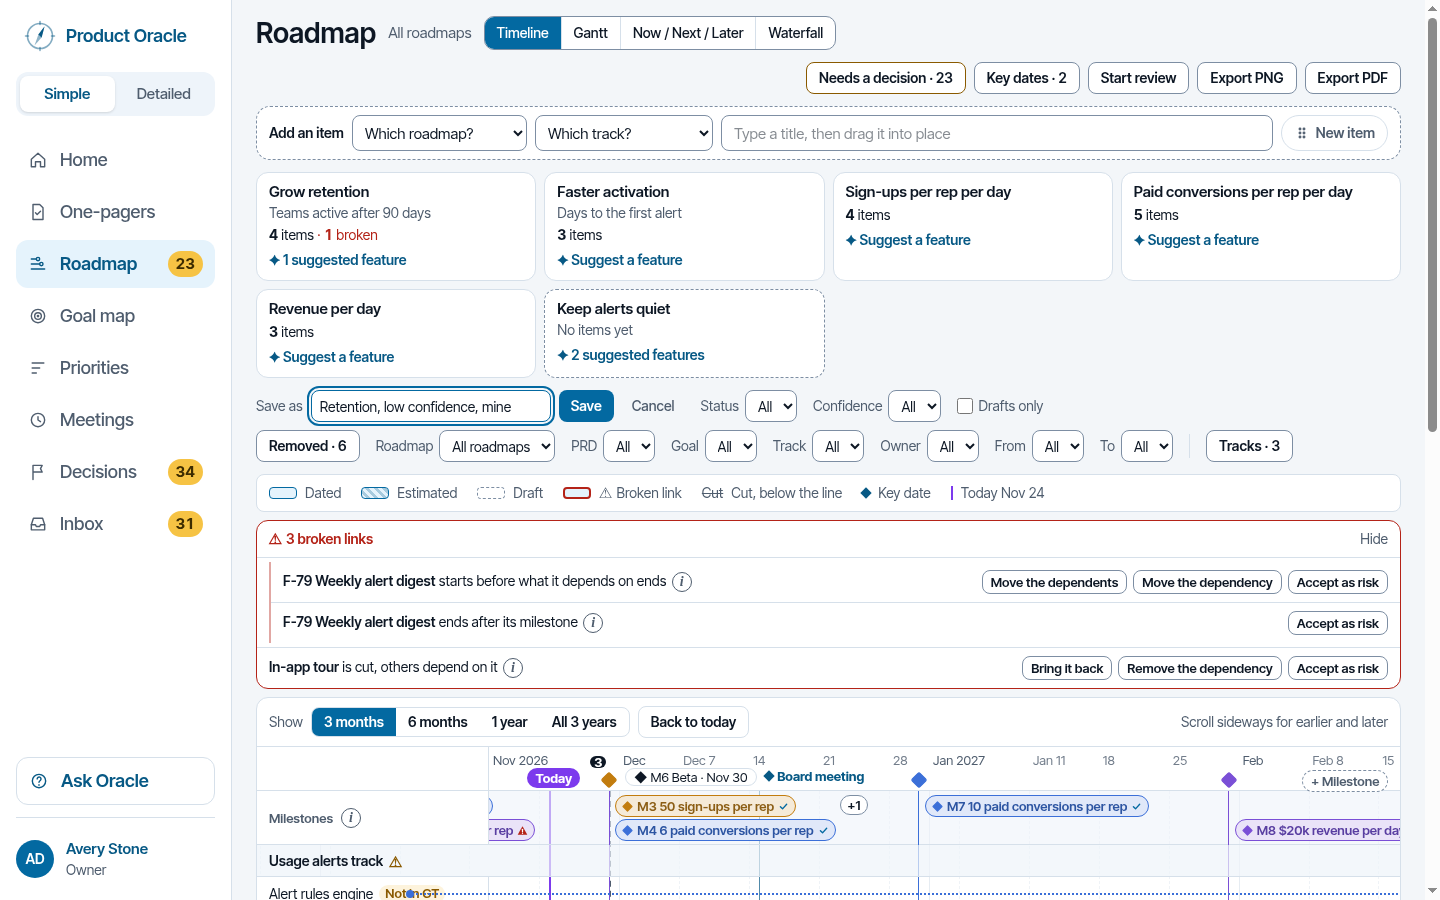 Product Oracle
Simple
Detailed
Home
One-pagers
Roadmap 23
Goal map
Priorities
Meetings
Decisions 34
Inbox 31
Ask Oracle
AD
Avery Stone
Owner
Roadmap
All roadmaps
Timeline
Gantt
Now / Next / Later
Waterfall
Needs a decision · 23
Key dates · 2
Start review
Export PNG
Export PDF
Add an item
Which roadmap?
Which track?
Type a title, then drag it into place
New item
Grow retention
Teams active after 90 days
4 items · 1 broken
1 suggested feature
Faster activation
Days to the first alert
3 items
Suggest a feature
Sign-ups per rep per day
4 items
Suggest a feature
Paid conversions per rep per day
5 items
Suggest a feature
Revenue per day
3 items
Suggest a feature
Keep alerts quiet
No items yet
2 suggested features
Save as
Retention, low confidence, mine
Save
Cancel
Status All
Confidence All
Drafts only
Removed · 6
Roadmap All roadmaps
PRD All
Goal All
Track All
Owner All
From All
To All
Tracks · 3
Dated
Estimated
Draft
Broken link
Cut Cut, below the line
Key date
Today Nov 24
3 broken links
Hide
F-79 Weekly alert digest starts before what it depends on ends
Move the dependents
Move the dependency
Accept as risk
F-79 Weekly alert digest ends after its milestone
Accept as risk
In-app tour is cut, others depend on it
Bring it back
Remove the dependency
Accept as risk
Show
3 months
6 months
1 year
All 3 years
Back to today
Scroll sideways for earlier and later
Nov 2026
3
Dec
Dec 7
14
21
28
Jan 2027
Jan 11
18
25
Feb
Feb 8
15
Today
M6 Beta · Nov 30
Board meeting
+ Milestone
Milestones
M3 50 sign-ups per rep
+1
M7 10 paid conversions per rep
r rep
M4 6 paid conversions per rep
M8 $20k revenue per day
Usage alerts track
Alert rules engine